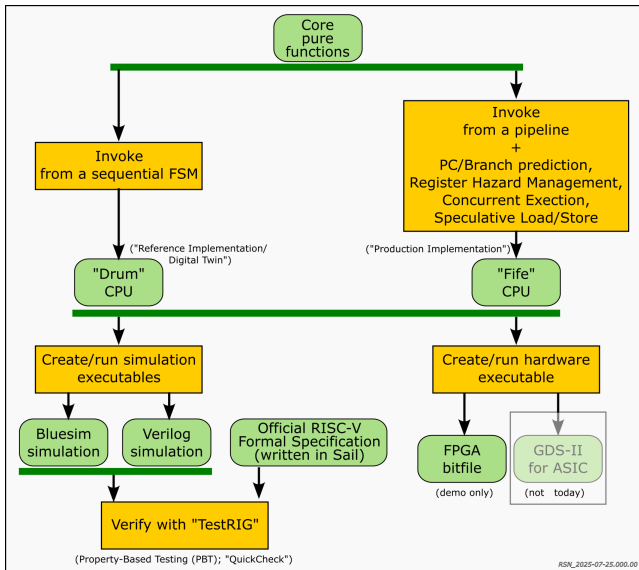 Core
pure
functions
Invoke
from a sequential FSM
Invoke
from a pipeline
+
PC/Branch prediction,
Register Hazard Management,
Concurrent Exection,
Speculative Load/Store
("Reference Implementation/
Digital Twin")
("Production Implementation")
"Drum"
CPU
"Fife"
CPU
Create/run simulation
executables
Create/run hardware
executable
Bluesim
simulation
Verilog
simulation
Official RISC-V
Formal Specification
(written in Sail)
FPGA
bitfile
(demo only)
GDS-II
for ASIC
(not today)
Verify with "TestRIG"
(Property-Based Testing (PBT); "QuickCheck")
RSN_2025-07-25.000.00